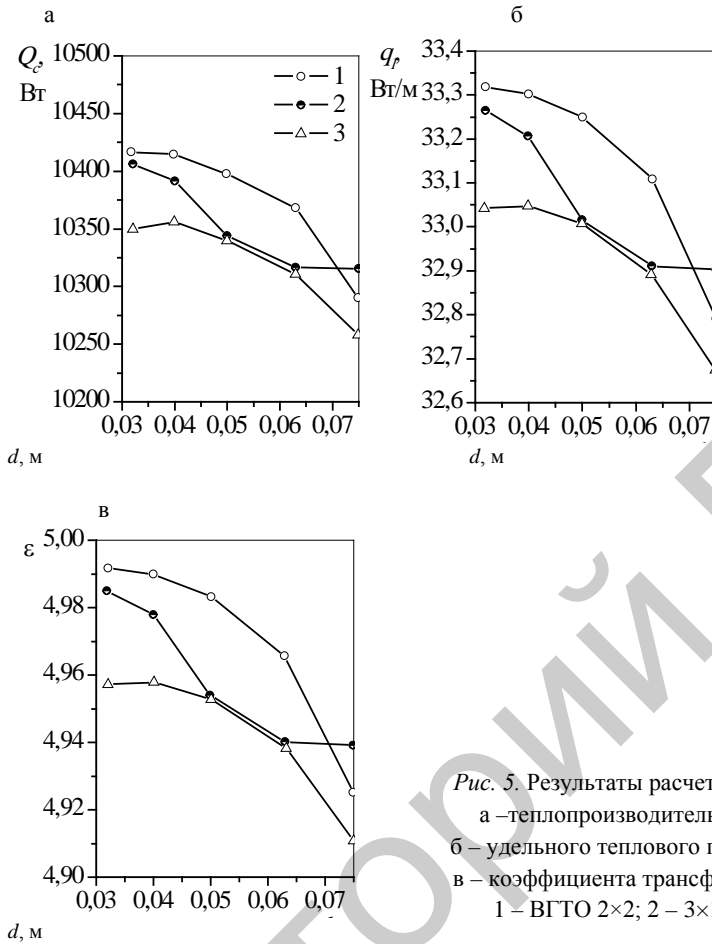 а
б
Q_c, Вт
10500
10450
10400
10350
10300
10250
10200
1
2
3
0,03 0,04 0,05 0,06 0,07
d, м
q_l, Вт/м
33,4
33,3
33,2
33,1
33,0
32,9
32,8
32,7
32,6
0,03 0,04 0,05 0,06 0,07
d, м
в
ε
5,00
4,98
4,96
4,94
4,92
4,90
0,03 0,04 0,05 0,06 0,07
d, м
Рис. 5. Результаты расчет
а –теплопроизводитель
б – удельного теплового п
в – коэффициента трансф
1 – ВГТО 2×2; 2 – 3×